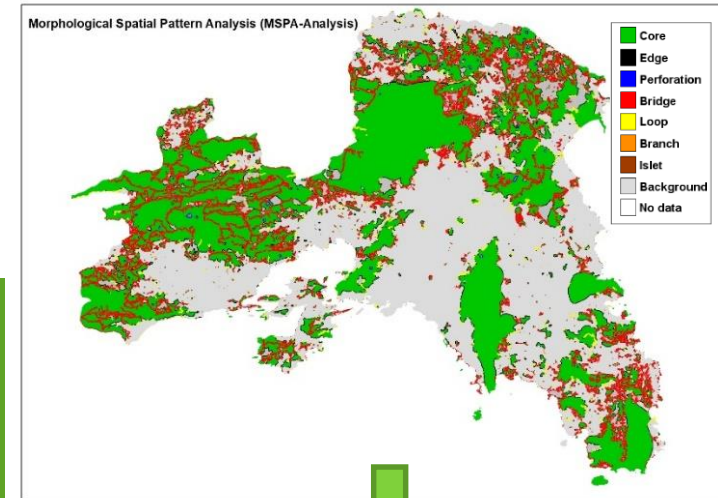 Morphological Spatial Pattern Analysis (MSPA-Analysis)
Core
Edge
Perforation
Bridge
Loop
Branch
Islet
Background
No data